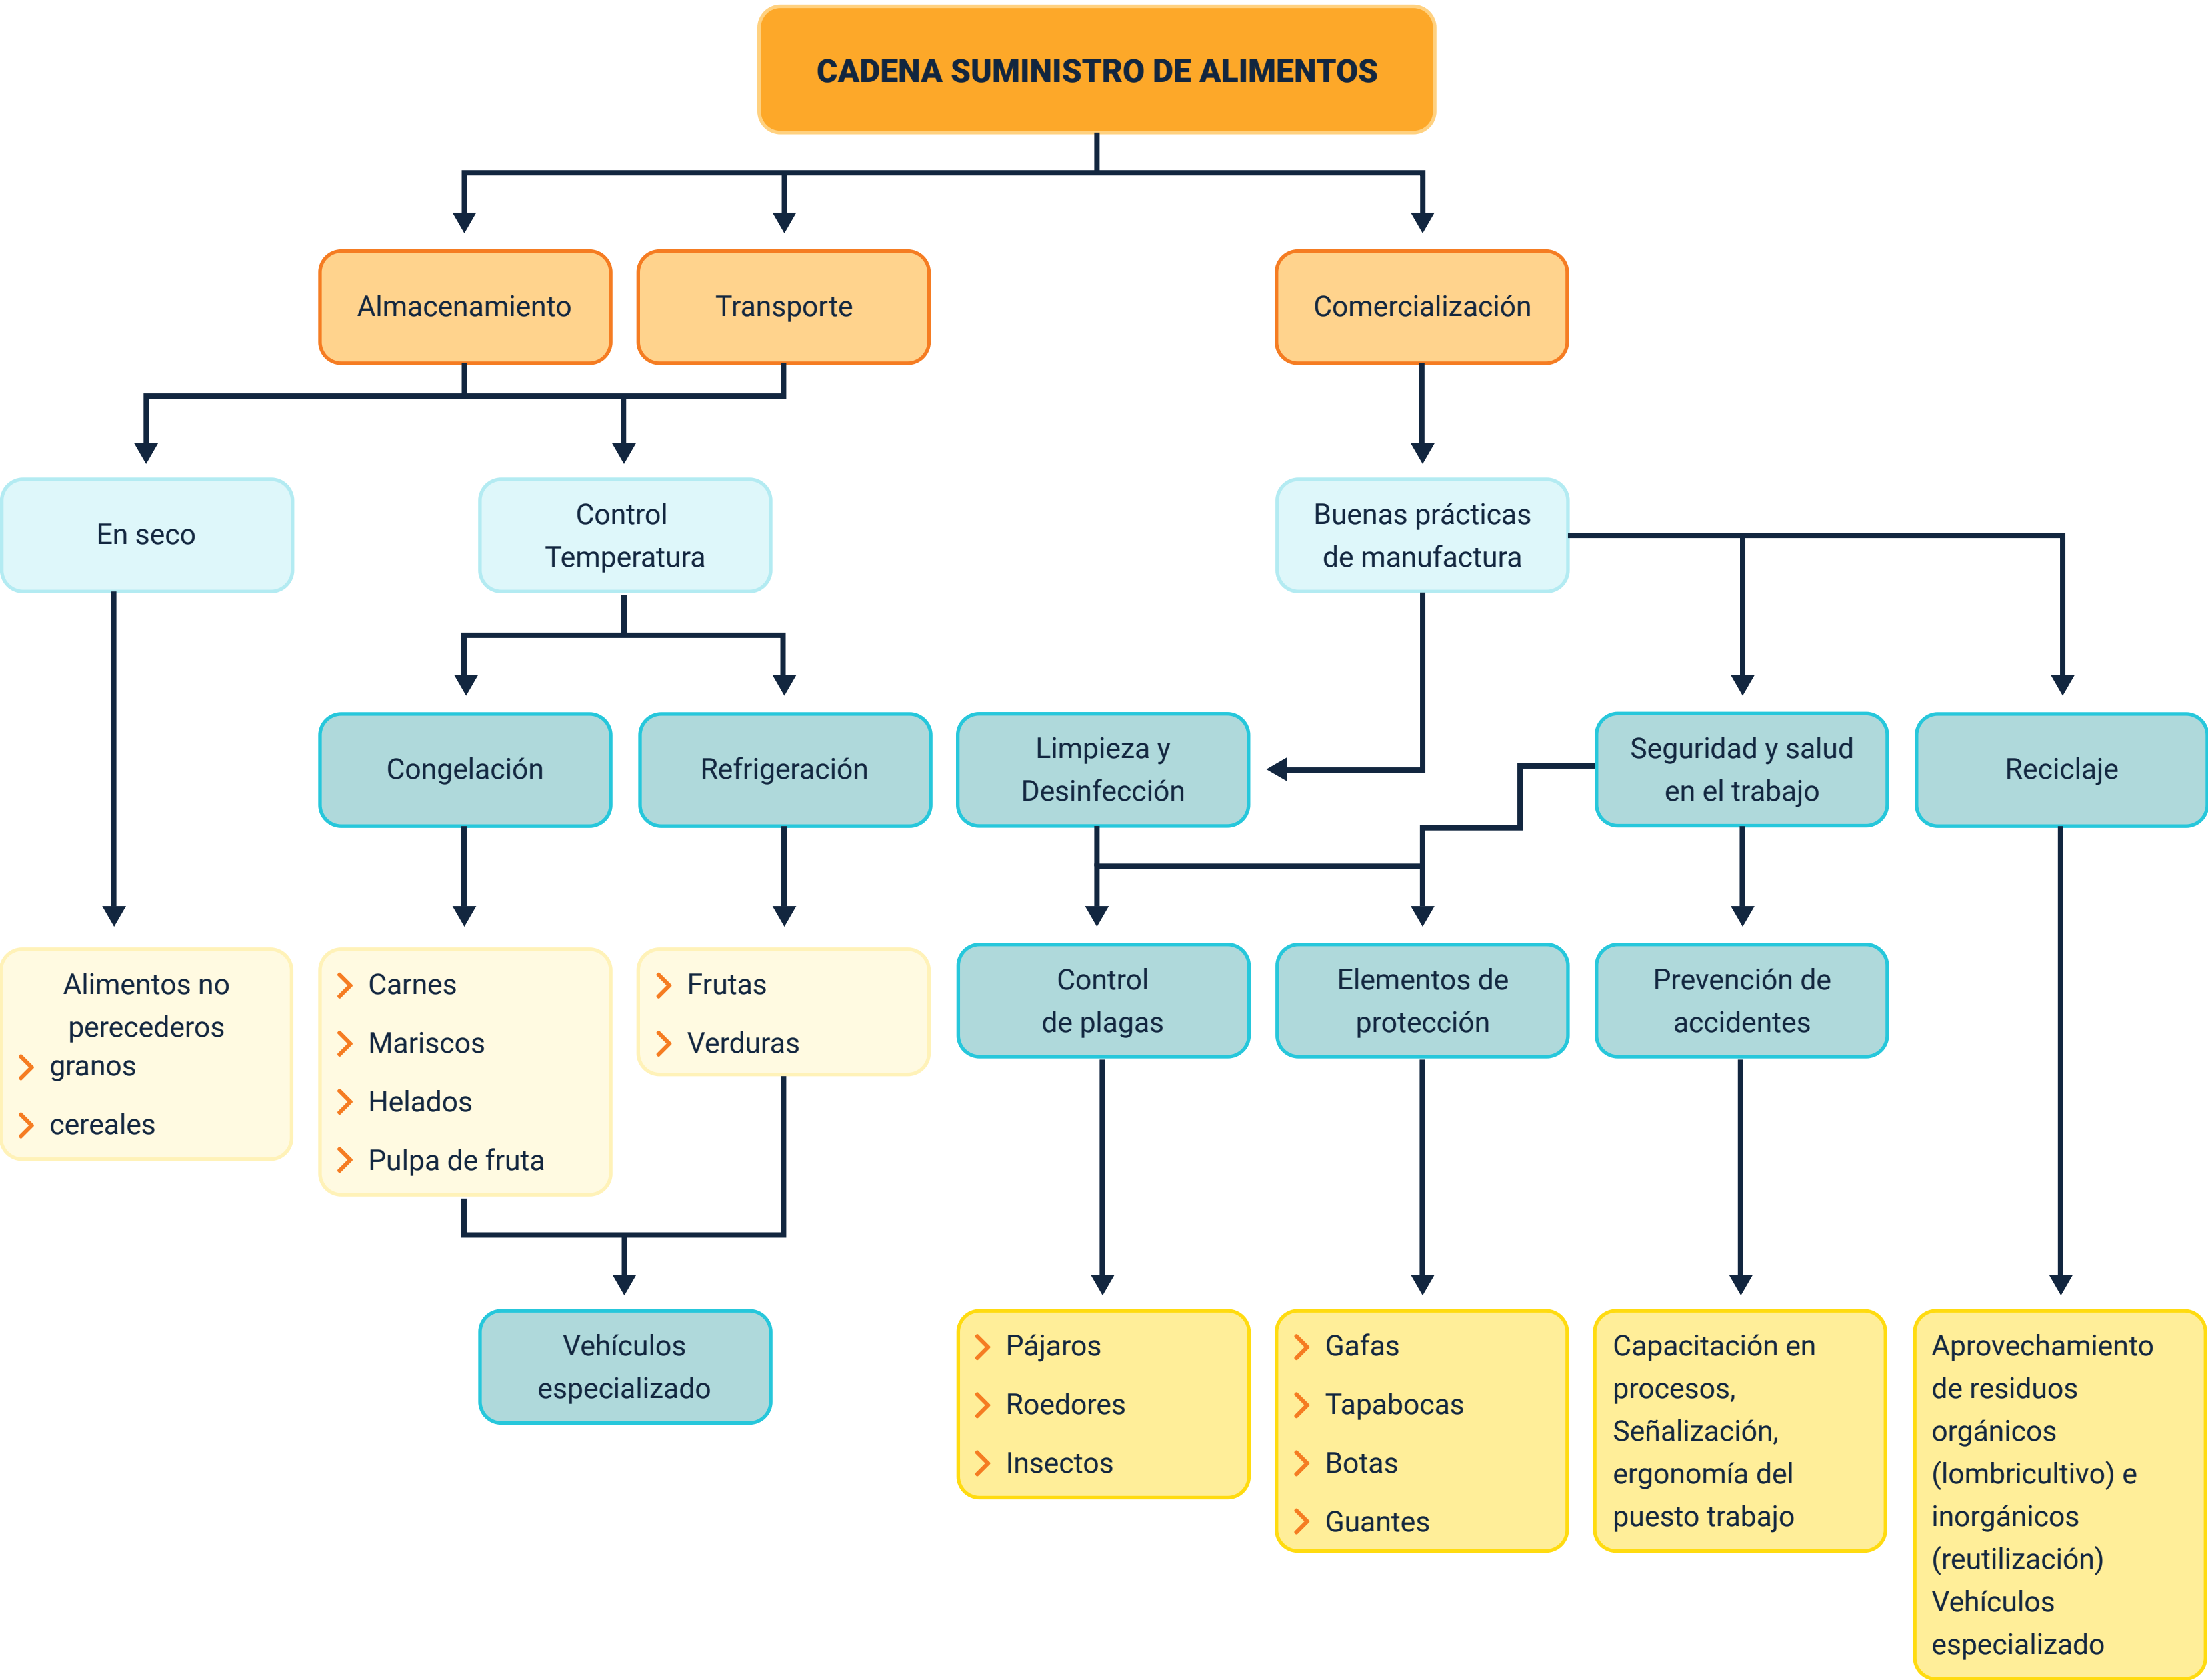 CADENA SUMINISTRO DE ALIMENTOS
Almacenamiento
Transporte
Comercialización
En seco
Control
Temperatura
Buenas prácticas
de manufactura
Congelación
Refrigeración
Limpieza y
Desinfección
Seguridad y salud
en el trabajo
Reciclaje
Alimentos no
perecederos
granos
cereales
Carnes
Mariscos
Helados
Pulpa de fruta
Frutas
Verduras
Control
de plagas
Elementos de
protección
Prevención de
accidentes
Vehículos
especializado
Pájaros
Roedores
Insectos
Gafas
Tapabocas
Botas
Guantes
Capacitación en
procesos,
Señalización,
ergonomía del
puesto trabajo
Aprovechamiento
de residuos
orgánicos
(lombricultivo) e
inorgánicos
(reutilización)
Vehículos
especializado